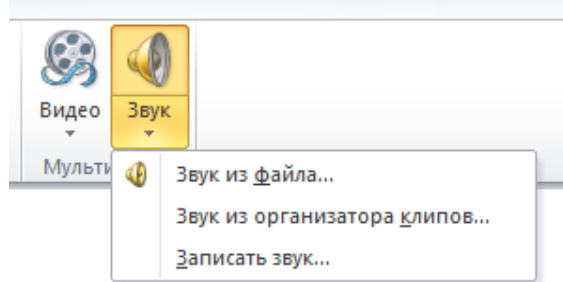 Видео Звук
Мульти
Звук из файла...
Звук из организатора клипов...
Записать звук...